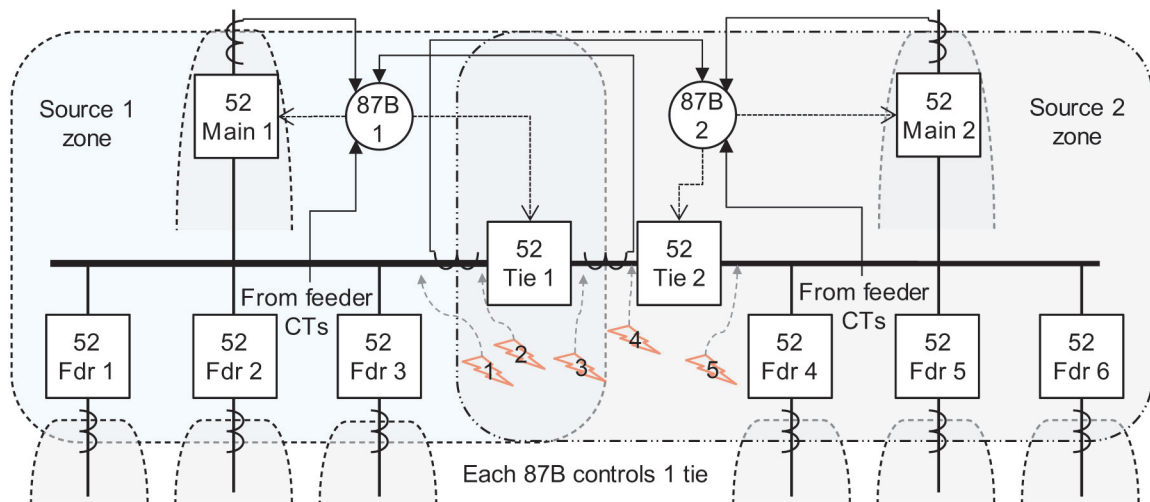 Source 1
zone
52
Main 1
87B
1
87B
2
52
Main 2
Source 2
zone
52
Tie 1
52
Tie 2
From feeder
CTs
From feeder
CTs
52
Fdr 1
52
Fdr 2
52
Fdr 3
1
2
3
4
5
52
Fdr 4
52
Fdr 5
52
Fdr 6
Each 87B controls 1 tie